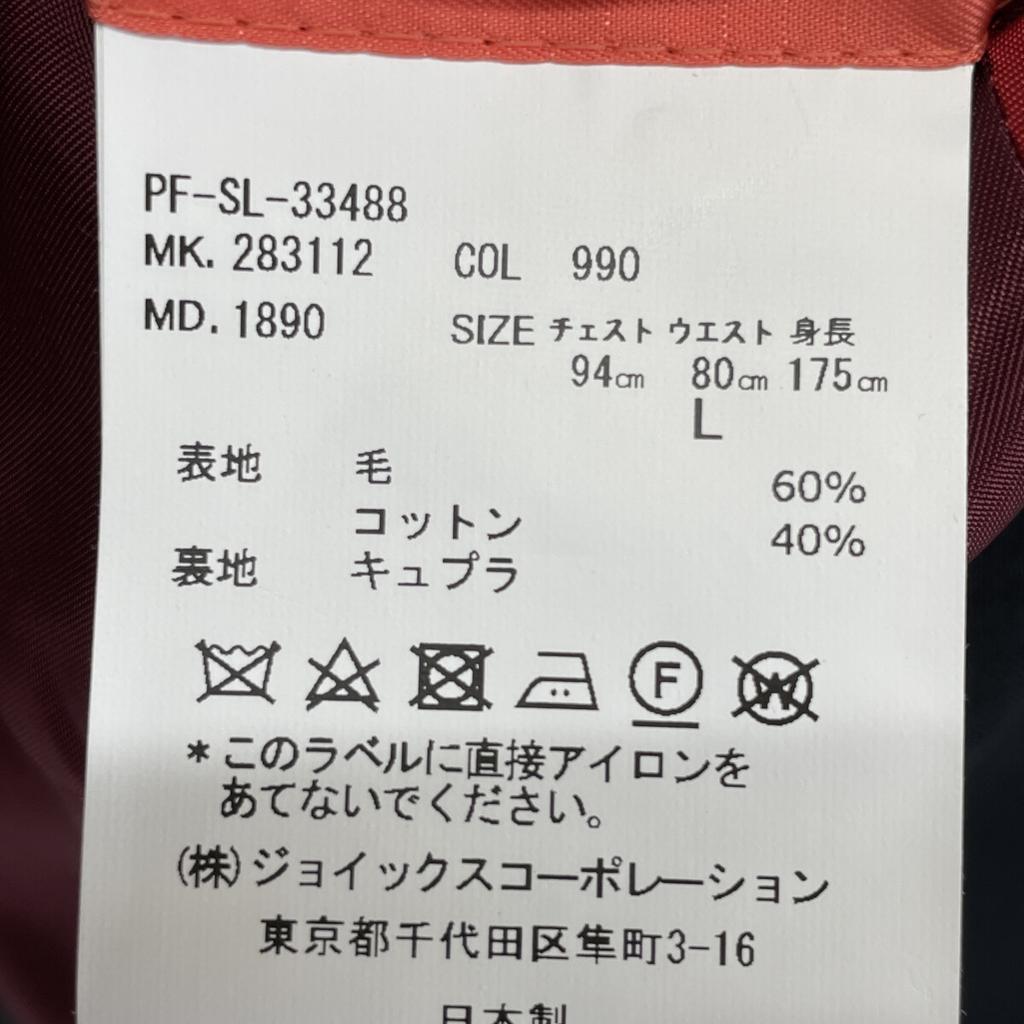 PF-SL-33488
MK. 283112 COL 990
MD. 1890 SIZE チェスト ウエスト 身長
94㎝ 80㎝ 175㎝
L
表地 毛 60%
コットン 40%
裏地 キュプラ
F W
*このラベルに直接アイロンを
あてないでください。
(株)ジョイックスコーポレーション
東京都千代田区隼町3-16
日本製